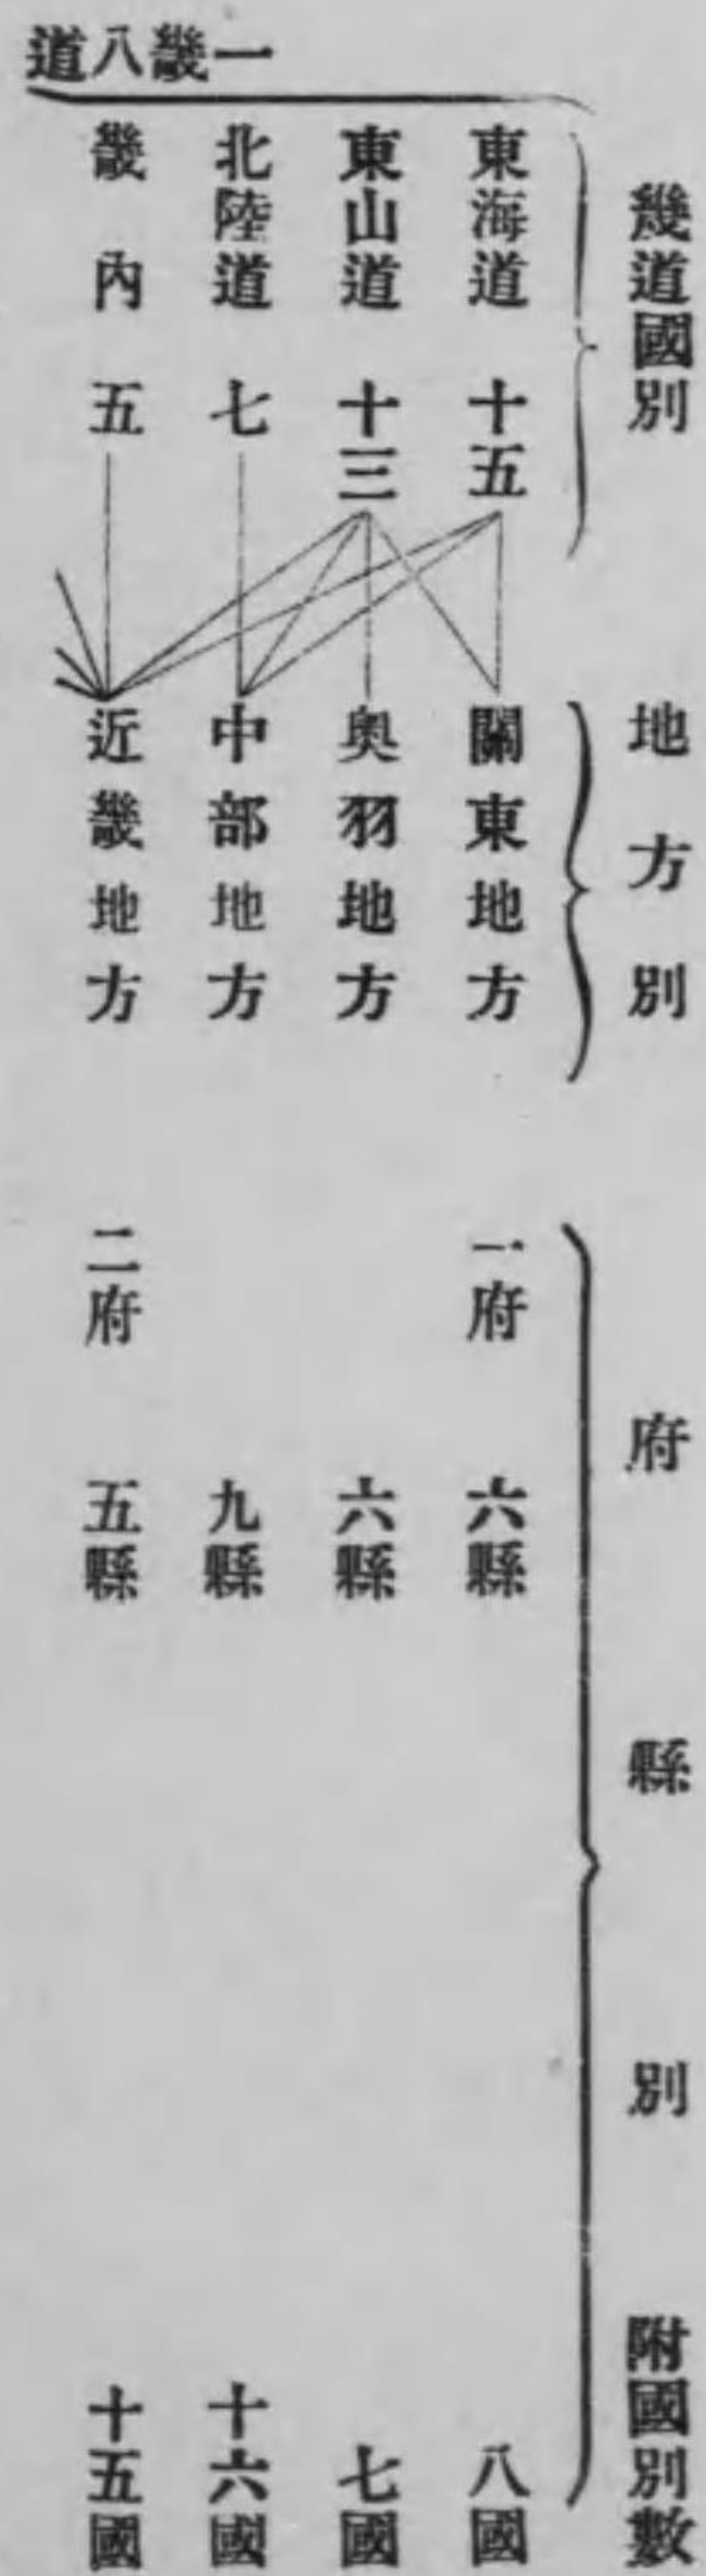 畿道國別 地方別 府縣別 附國別數
一畿八道
東海道 十五 關東地方 一府 六縣 八國
東山道 十三 奥羽地方 六縣 七國
北陸道 七 中部地方 九縣 十六國
畿內 五 近畿地方 二府 五縣 十五國